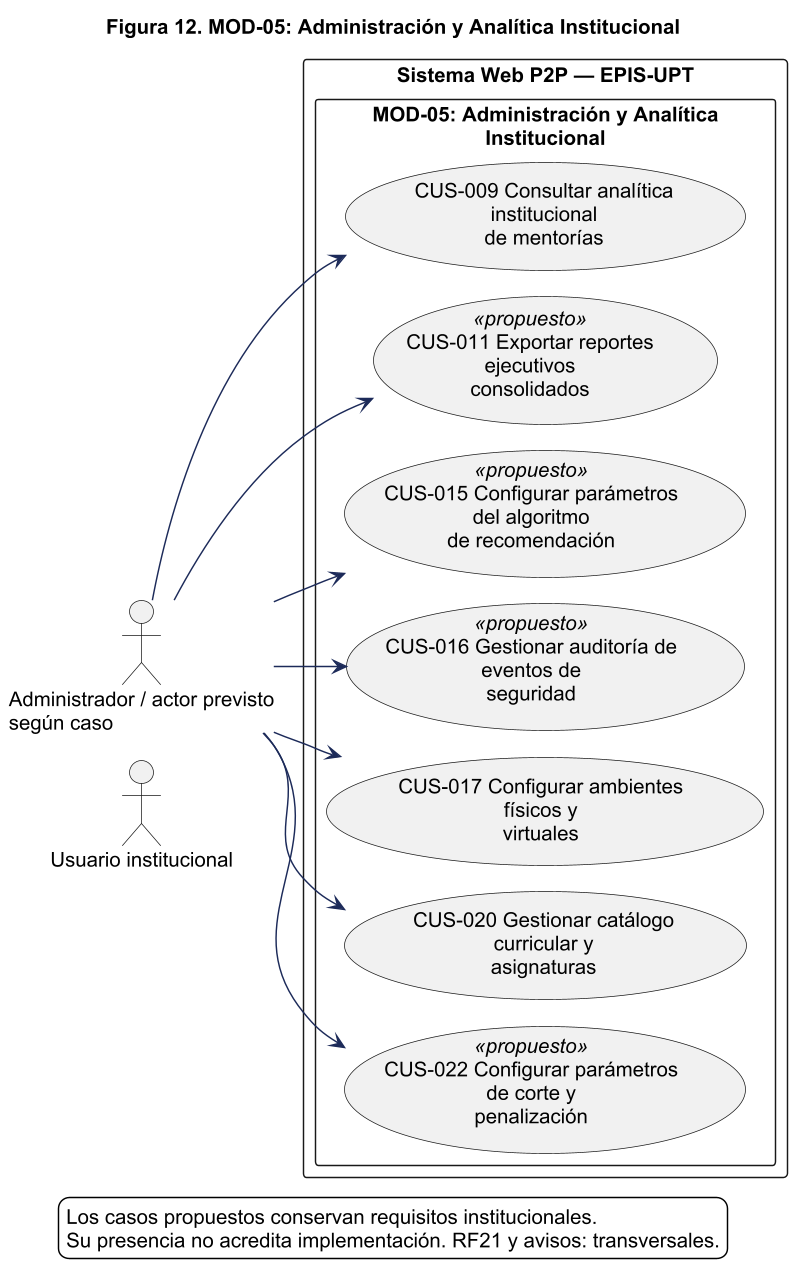 Figura 12. MOD-05: Administración y Analítica Institucional
Sistema Web P2P — EPIS-UPT
MOD-05: Administración y Analítica
Institucional
CUS-009 Consultar analítica
institucional
de mentorías
«propuesto»
CUS-011 Exportar reportes
ejecutivos
consolidados
«propuesto»
CUS-015 Configurar parámetros
del algoritmo
de recomendación
«propuesto»
CUS-016 Gestionar auditoría de
eventos de
seguridad
Administrador / actor previsto
según caso
CUS-017 Configurar ambientes
físicos y
virtuales
Usuario institucional
CUS-020 Gestionar catálogo
curricular y
asignaturas
«propuesto»
CUS-022 Configurar parámetros
de corte y
penalización
Los casos propuestos conservan requisitos institucionales.
Su presencia no acredita implementación. RF21 y avisos: transversales.